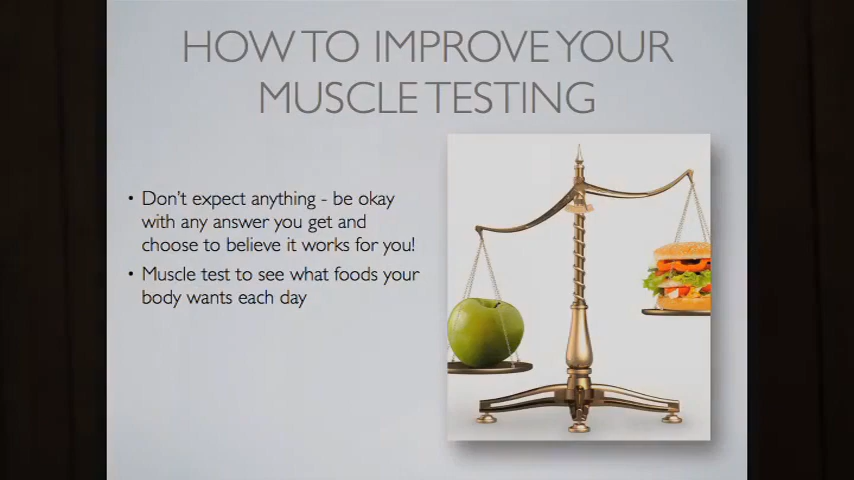 HOW TO IMPROVE YOUR
MUSCLE TESTING
• Don't expect anything - be okay
with any answer you get and
choose to believe it works for you!
• Muscle test to see what foods your
body wants each day